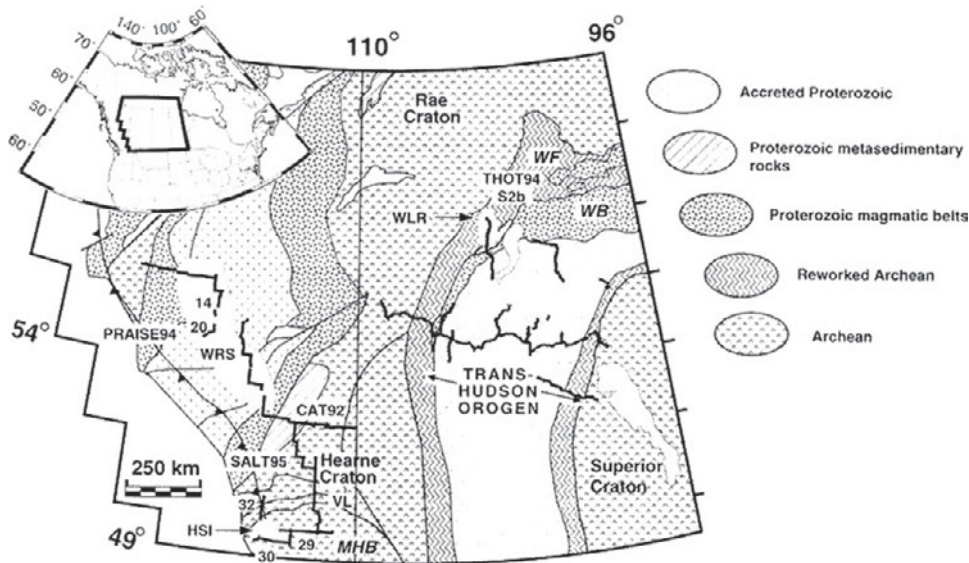 140°
100°
60°
70°
60°
50°
60°
110°
96°
Rae
Craton
WF
THOT94
S2b
WB
WLR
14
20
54°
PRAISE94
WRS
TRANS-
HUDSON
OROGEN
CAT92
SALT95
Hearne
Craton
250 km
32
VL
Superior
Craton
HSI
49°
29
MHB
30
Accreted Proterozoic
Proterozoic metasedimentary
rocks
Proterozoic magmatic belts
Reworked Archean
Archean